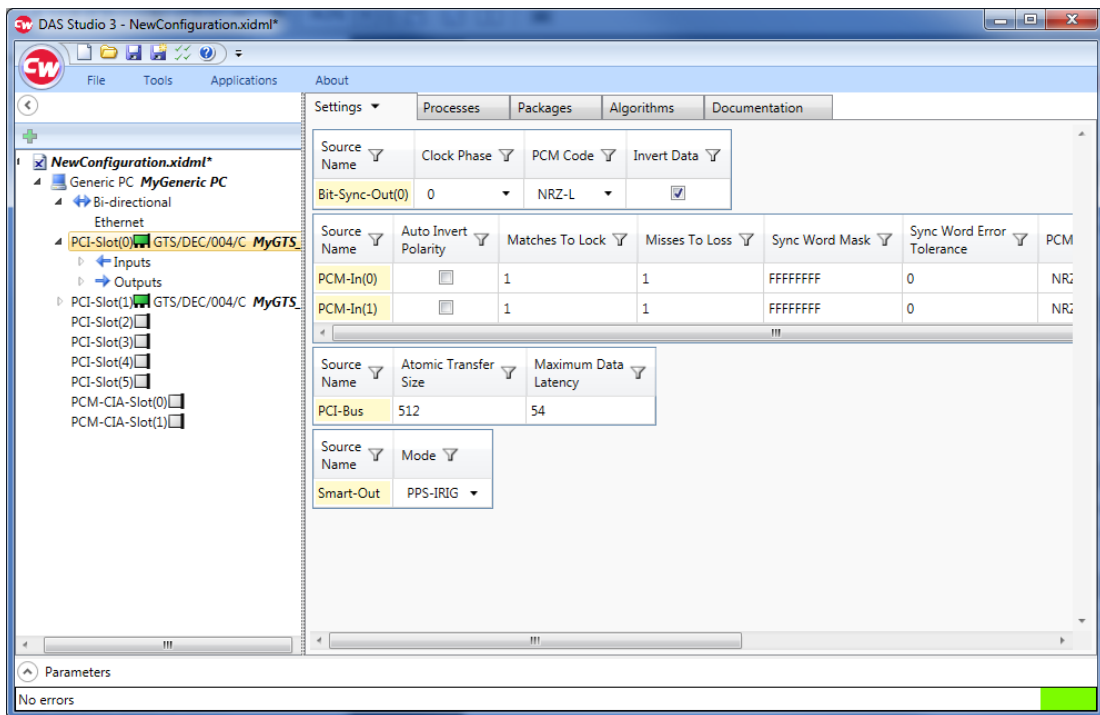 DAS Studio 3 - NewConfiguration.xidml*
File Tools Applications About
Settings Processes Packages Algorithms Documentation
NewConfiguration.xidml*
Generic PC MyGeneric PC
Bi-directional
Ethernet
PCI-Slot(0) GTS/DEC/004/C MyGTS_
Inputs
Outputs
PCI-Slot(1) GTS/DEC/004/C MyGTS_
PCI-Slot(2)
PCI-Slot(3)
PCI-Slot(4)
PCI-Slot(5)
PCM-CIA-Slot(0)
PCM-CIA-Slot(1)
Source Name Clock Phase PCM Code Invert Data
Bit-Sync-Out(0) 0 NRZ-L
Source Name Auto Invert Polarity Matches To Lock Misses To Loss Sync Word Mask Sync Word Error Tolerance PCM
PCM-In(0) 1 1 FFFFFFFF 0 NRZ
PCM-In(1) 1 1 FFFFFFFF 0 NRZ
Source Name Atomic Transfer Size Maximum Data Latency
PCI-Bus 512 54
Source Name Mode
Smart-Out PPS-IRIG
Parameters
No errors